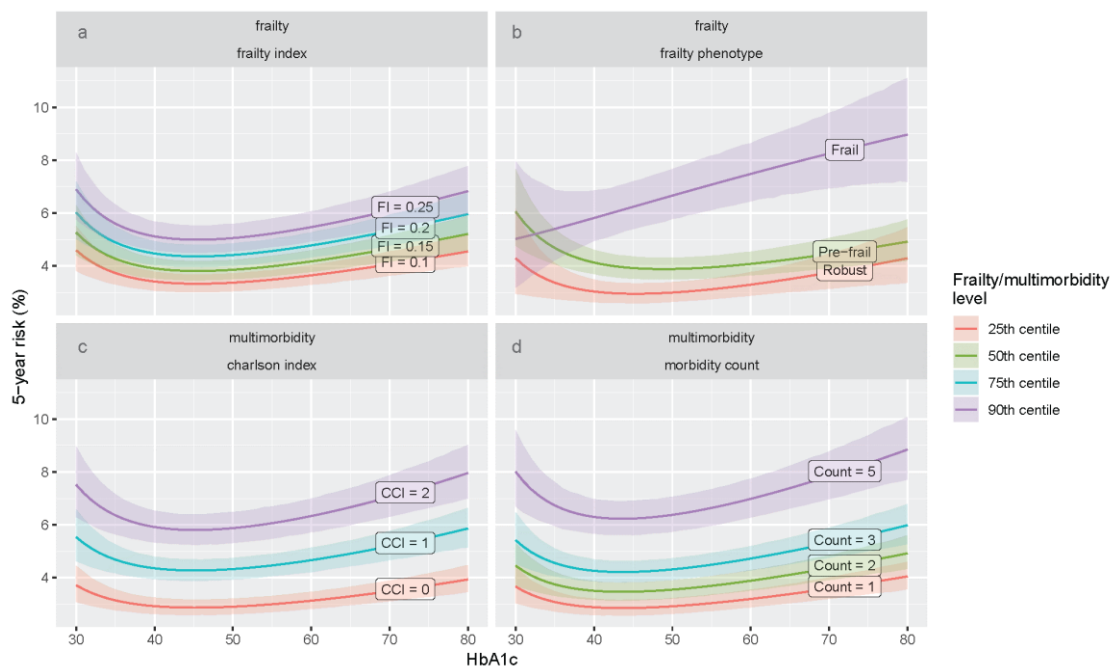 a
frailty
frailty index
b
frailty
frailty phenotype
10
8
6
4
FI = 0.25
FI = 0.2
FI = 0.15
FI = 0.1
Frail
Pre−frail
Robust
5−year risk (%)
c
multimorbidity
charlson index
d
multimorbidity
morbidity count
10
8
6
4
CCI = 2
CCI = 1
CCI = 0
Count = 5
Count = 3
Count = 2
Count = 1
30 40 50 60 70 80
30 40 50 60 70 80
HbA1c
Frailty/multimorbidity
level
25th centile
50th centile
75th centile
90th centile